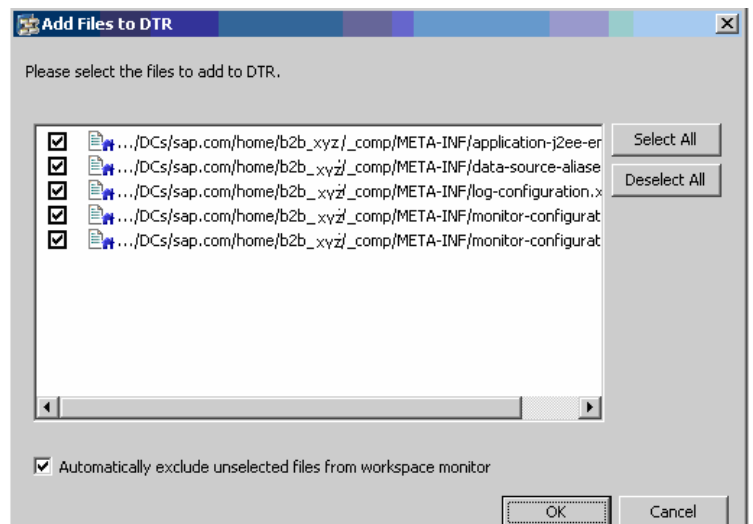 Add Files to DTR
Please select the files to add to DTR.
.../DCs/sap.com/home/b2b_xyz/_comp/META-INF/application-j2ee-er
.../DCs/sap.com/home/b2b_xyz/_comp/META-INF/data-source-aliase
.../DCs/sap.com/home/b2b_xyz/_comp/META-INF/log-configuration.x
.../DCs/sap.com/home/b2b_xyz/_comp/META-INF/monitor-configurat
.../DCs/sap.com/home/b2b_xyz/_comp/META-INF/monitor-configurat
Select All
Deselect All
Automatically exclude unselected files from workspace monitor
OK
Cancel